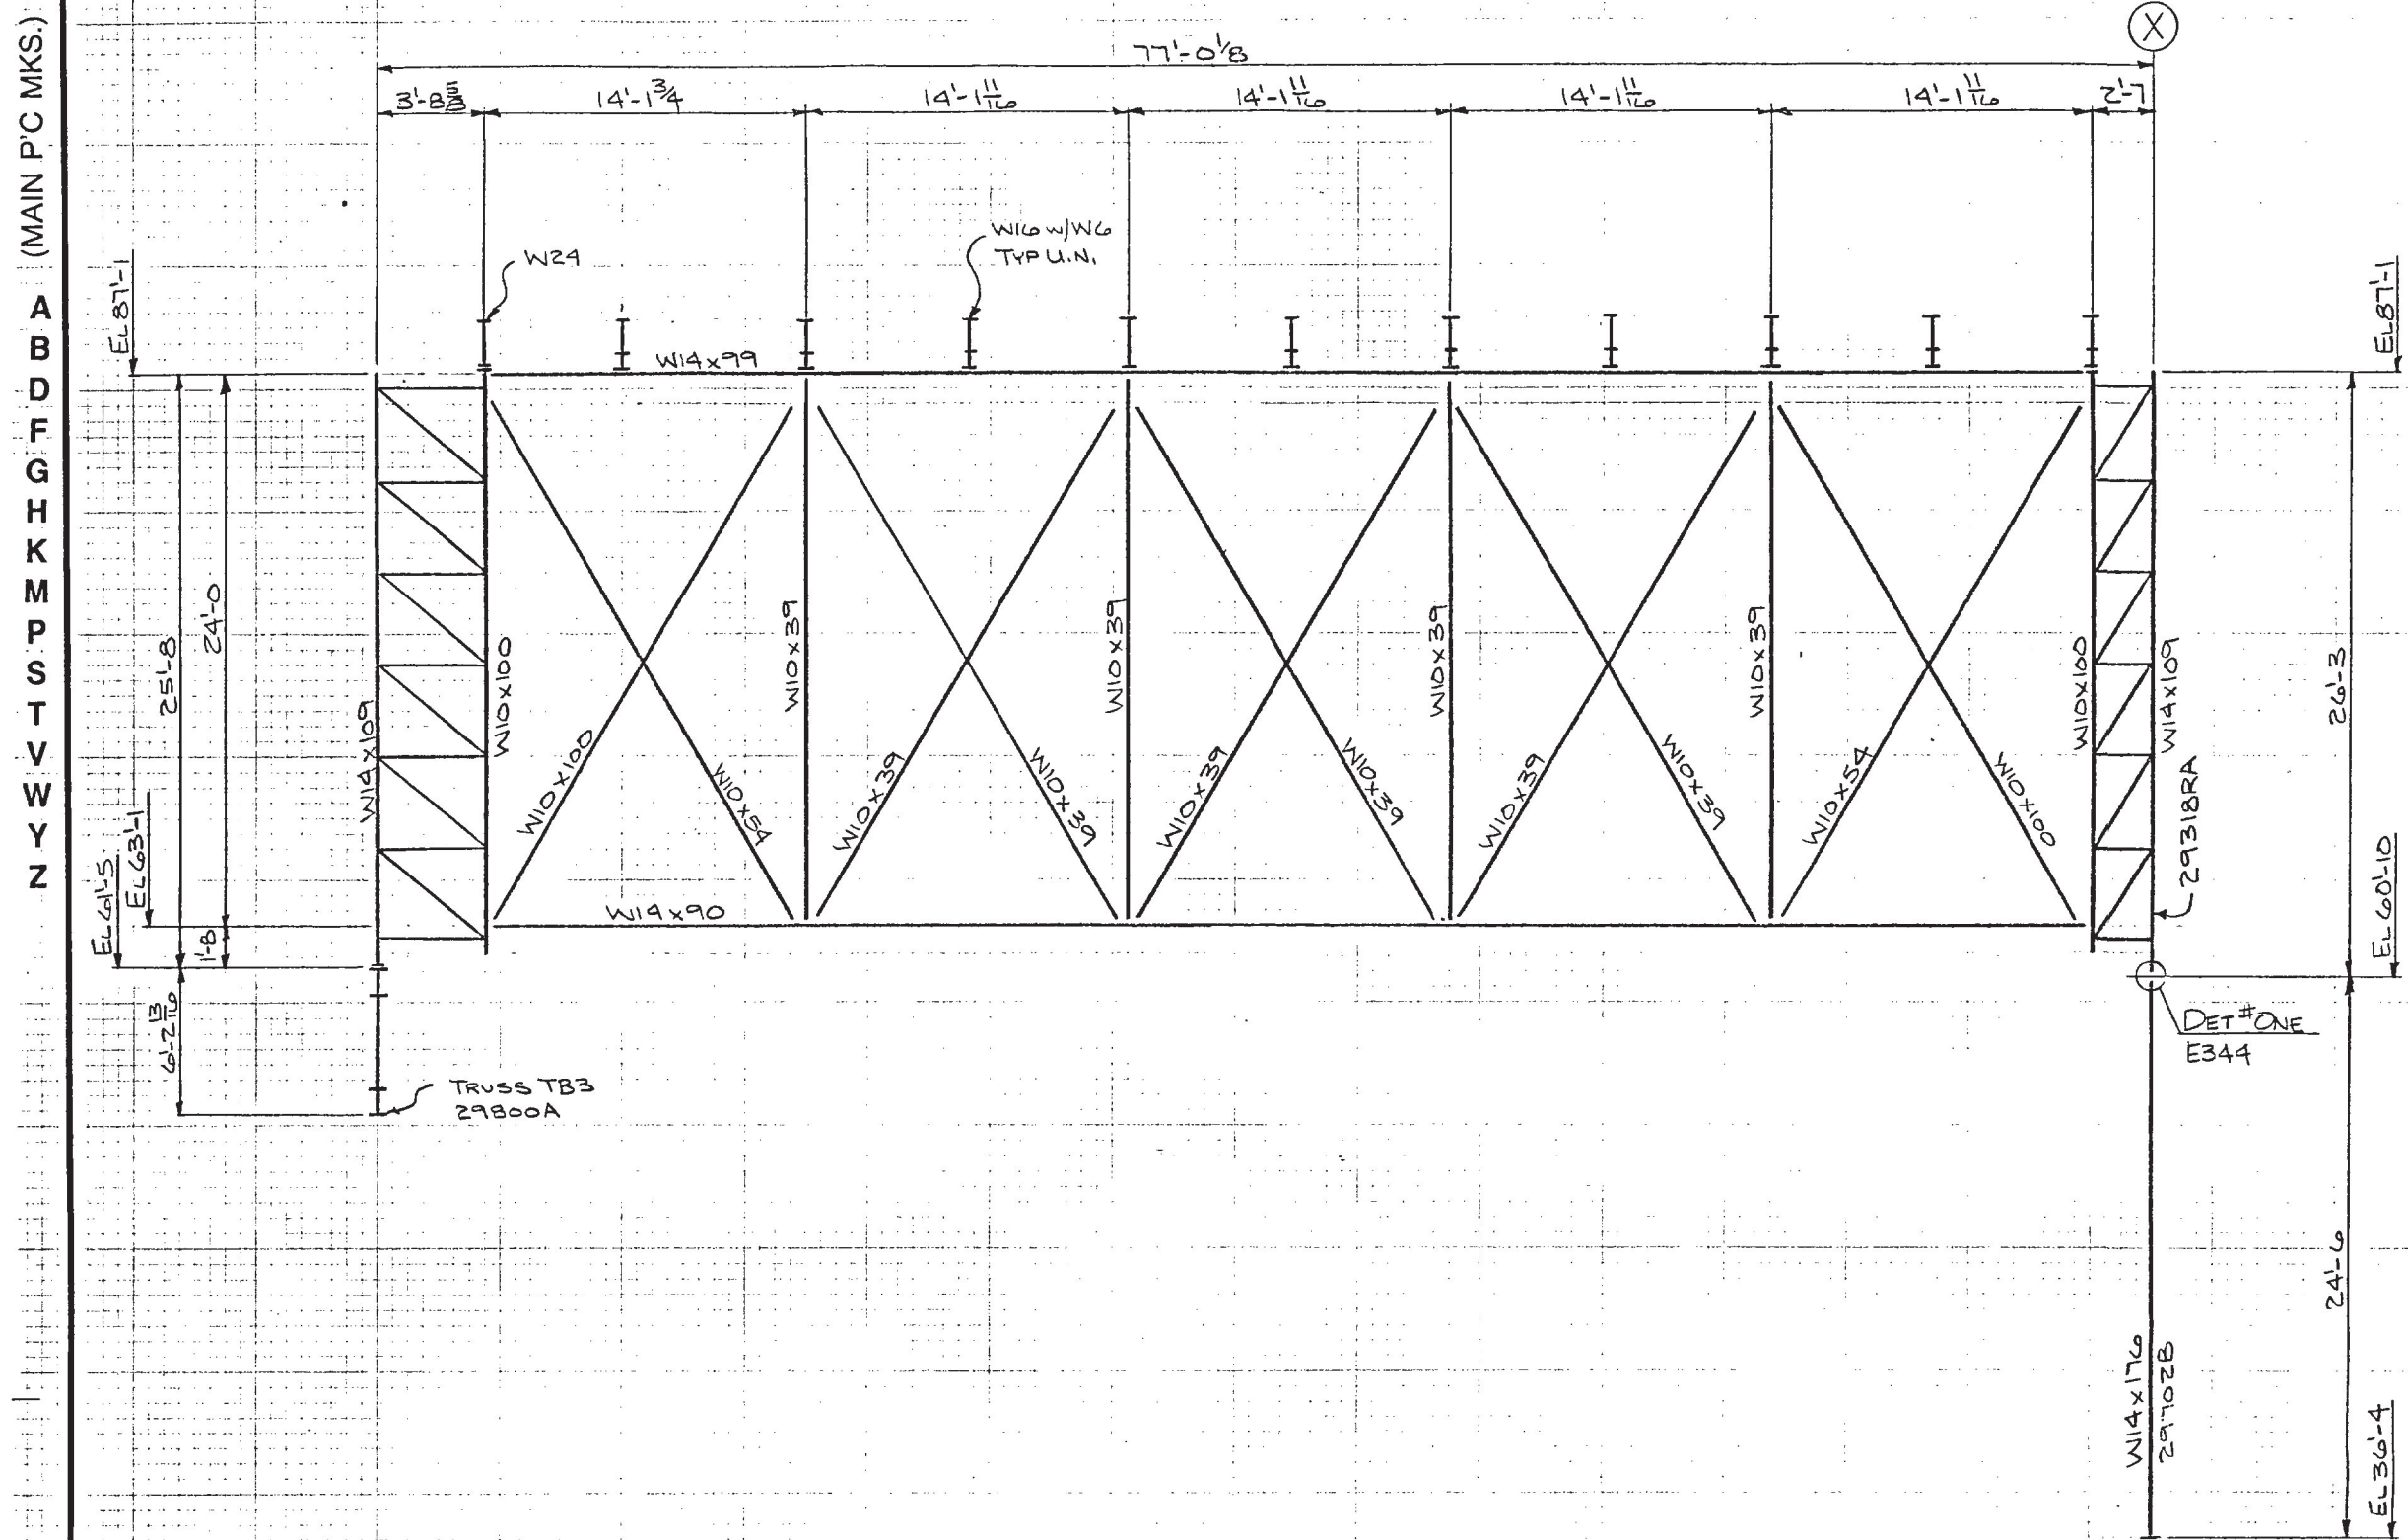 (MAIN P'C MKS.)
A
B
D
F
G
H
K
M
P
S
T
V
W
Y
Z
X
77'-0 1/8
3'-8 5/8
14'-1 3/4
14'-1 11/16
14'-1 11/16
14'-1 11/16
14'-1 11/16
2'-7
W24
W16 w/W6
TYP U.N.
EL 87'-1
EL 87'-1
W14x99
25'-8
24'-0
1'-8
EL 63'-1
EL 61'-5
6'-2 13/16
W14x109
W10x100
W10x100
W10x54
W10x39
W10x39
W10x39
W10x39
W10x39
W10x39
W10x39
W10x39
W10x39
W10x39
W10x54
W10x100
W10x100
W14x109
29318RA
26'-3
EL 60'-10
W14x90
TRUSS TB3
29800A
DET #ONE
E344
24'-6
W14x176
29702B
EL 36'-4